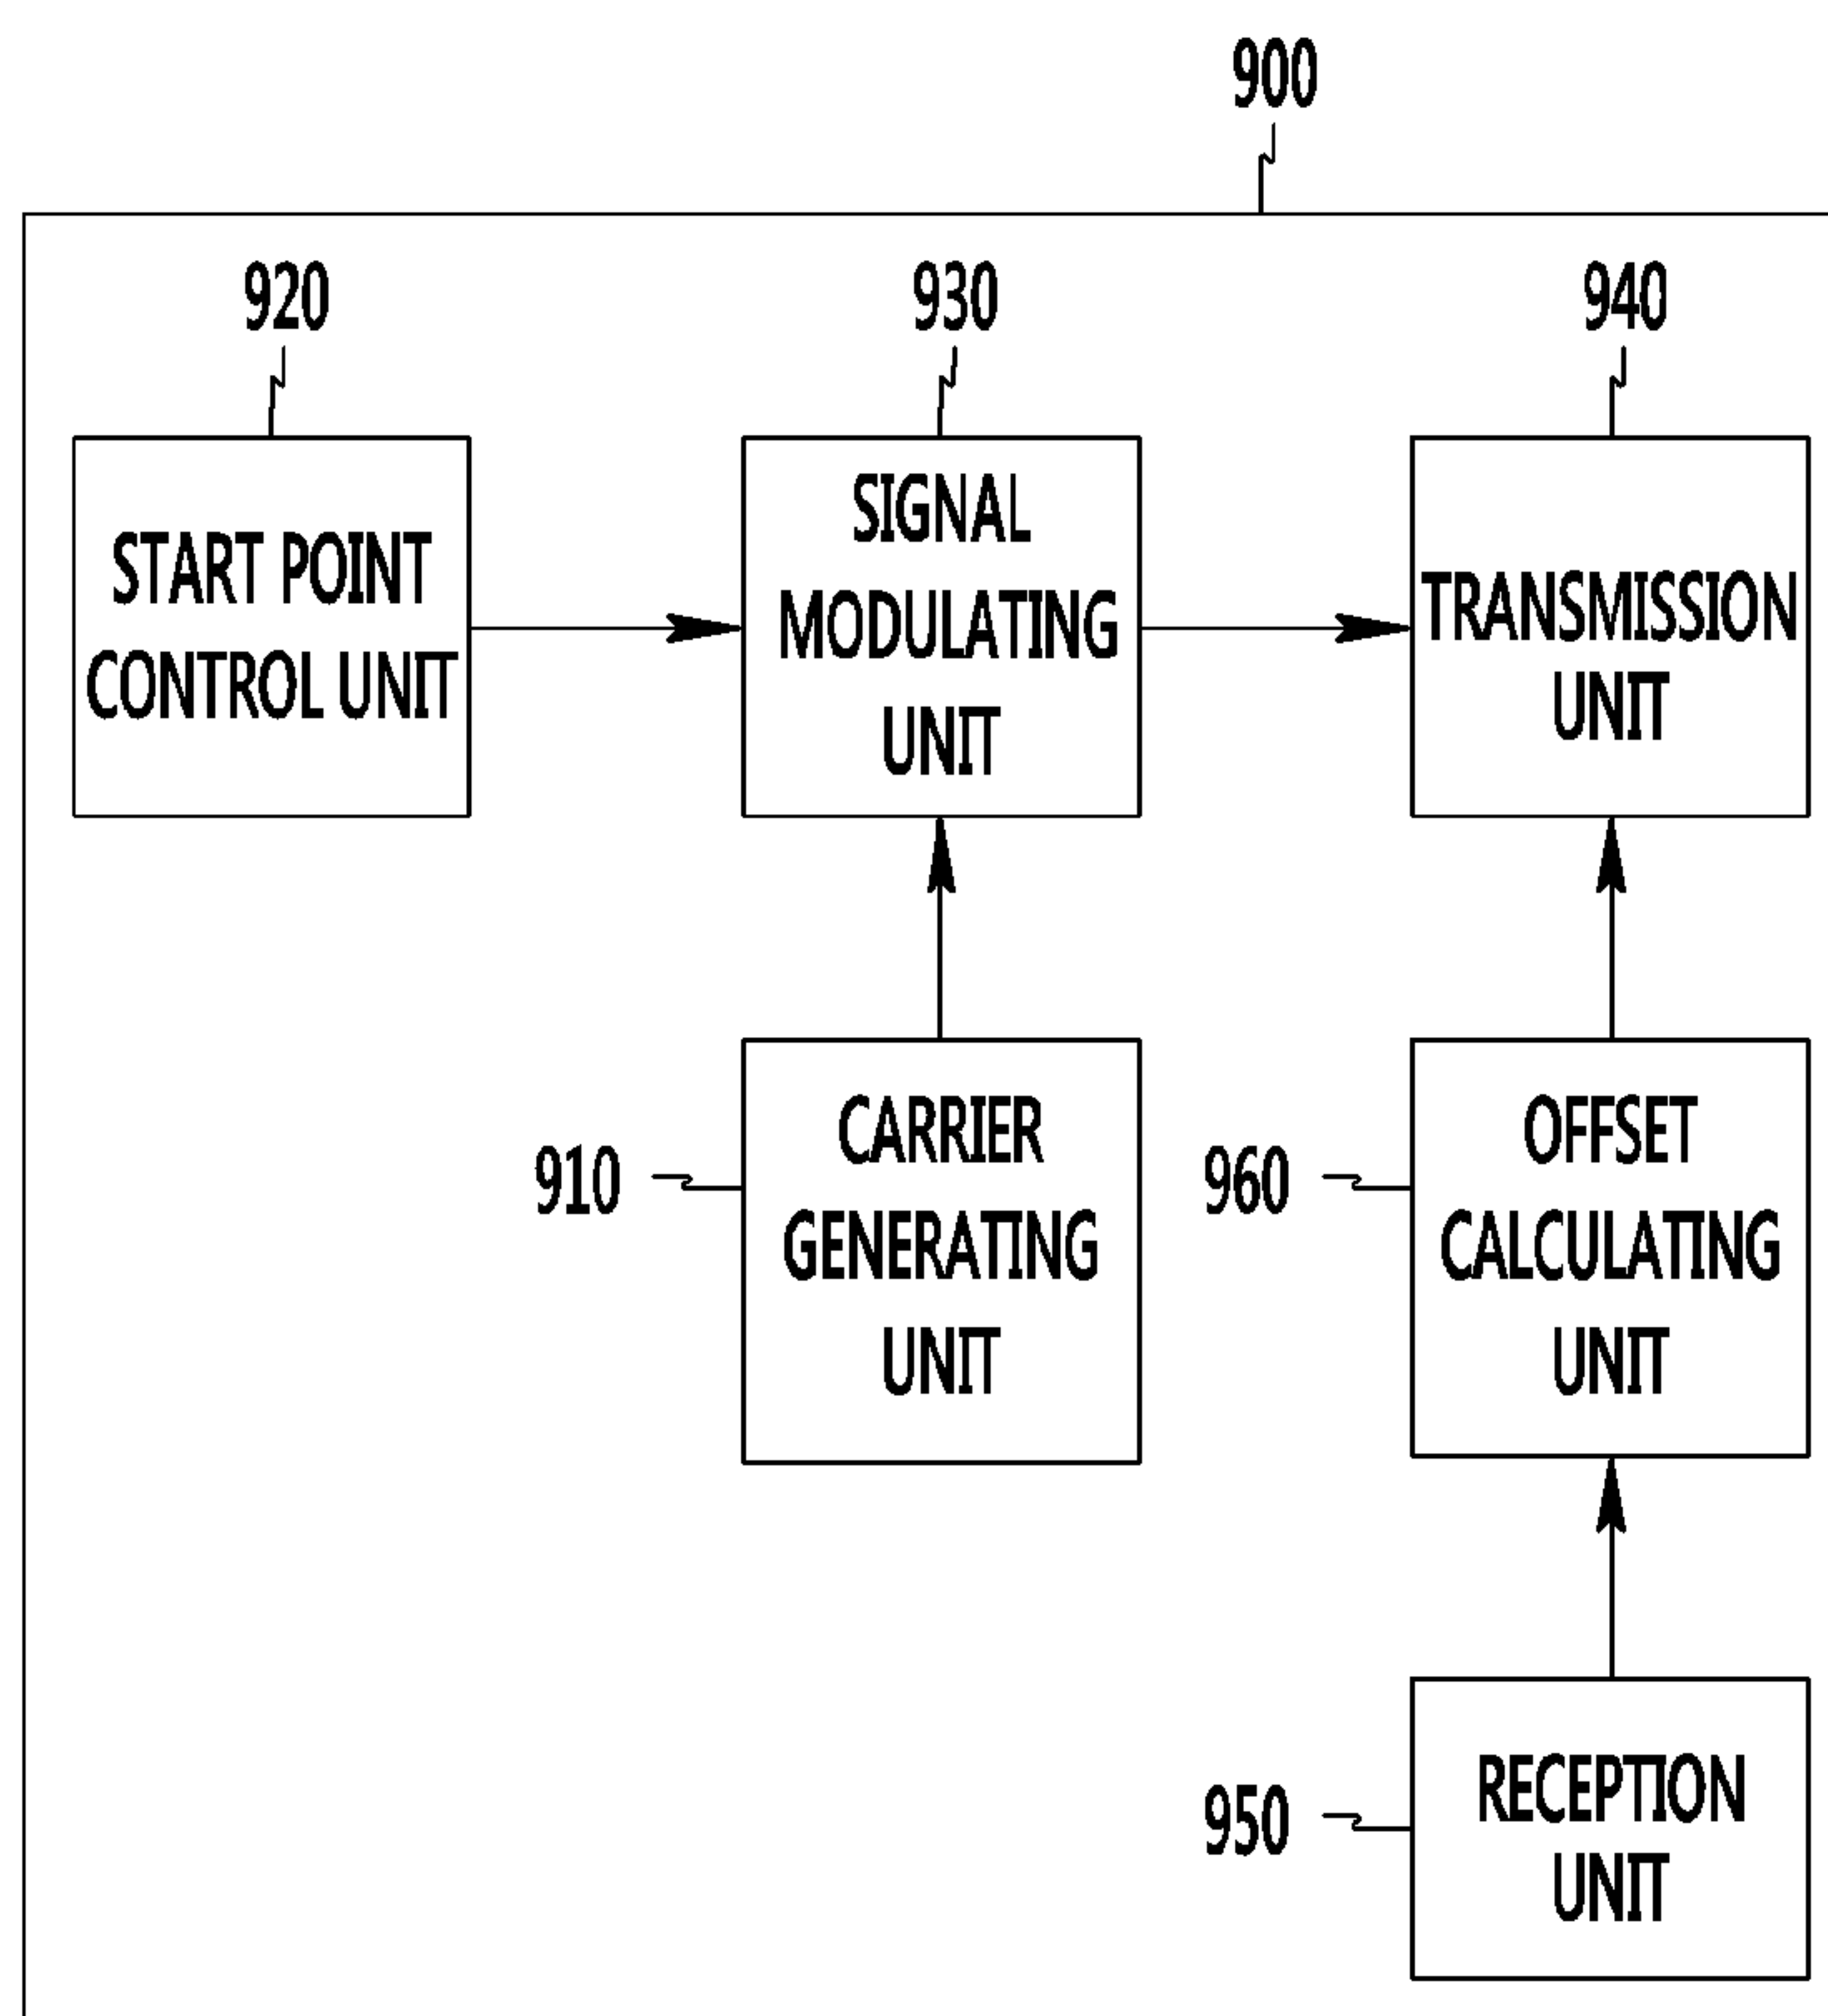 900
920
930
940
START POINT
CONTROL UNIT
SIGNAL
MODULATING
UNIT
TRANSMISSION
UNIT
910
CARRIER
GENERATING
UNIT
960
OFFSET
CALCULATING
UNIT
950
RECEPTION
UNIT